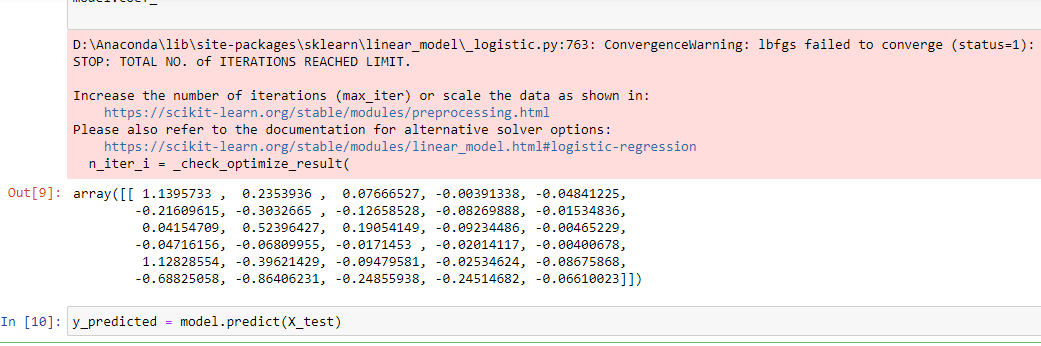 model.coef_
D:\Anaconda\lib\site-packages\sklearn\linear_model\_logistic.py:763: ConvergenceWarning: lbfgs failed to converge (status=1):
STOP: TOTAL NO. of ITERATIONS REACHED LIMIT.
Increase the number of iterations (max_iter) or scale the data as shown in:
https://scikit-learn.org/stable/modules/preprocessing.html
Please also refer to the documentation for alternative solver options:
https://scikit-learn.org/stable/modules/linear_model.html#logistic-regression
n_iter_i = _check_optimize_result(
Out[9]: array([[ 1.1395733 ,  0.2353936 ,  0.07666527, -0.00391338, -0.04841225,
-0.21609615, -0.3032665 , -0.12658528, -0.08269888, -0.01534836,
0.04154709,  0.52396427,  0.19054149, -0.09234486, -0.00465229,
-0.04716156, -0.06809955, -0.0171453 , -0.02014117, -0.00400678,
1.12828554, -0.39621429, -0.09479581, -0.02534624, -0.08675868,
-0.68825058, -0.86406231, -0.24855938, -0.24514682, -0.06610023]])
In [10]: y_predicted = model.predict(X_test)